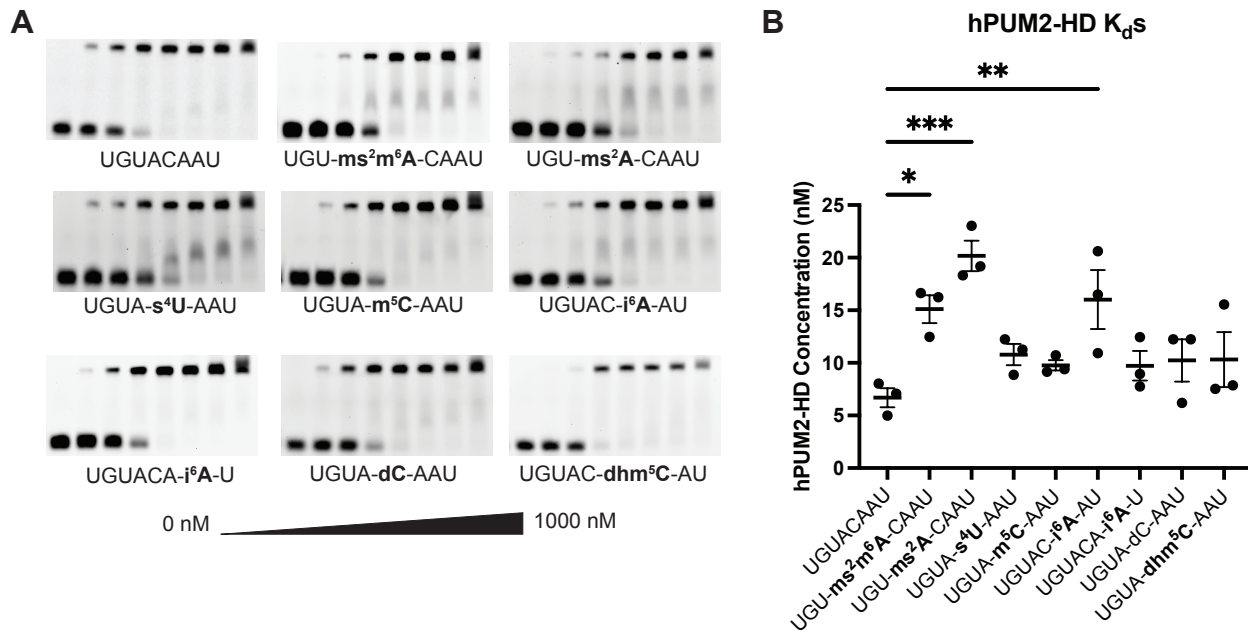 A
UGUACAAU
UGU-ms²m⁶A-CAAU
UGU-ms²A-CAAU
UGUA-s⁴U-AAU
UGUA-m⁵C-AAU
UGUAC-i⁶A-AU
UGUACA-i⁶A-U
UGUA-dC-AAU
UGUAC-dhm⁵C-AU
0 nM
1000 nM
B
hPUM2-HD Kds
**
***
*
hPUM2-HD Concentration (nM)
25
20
15
10
5
0
UGUACAAU
UGU-ms²m⁶A-CAAU
UGU-ms²A-CAAU
UGUA-s⁴U-AAU
UGUA-m⁵C-AAU
UGUAC-i⁶A-AU
UGUACA-i⁶A-U
UGUA-dC-AAU
UGUA-dhm⁵C-AAU